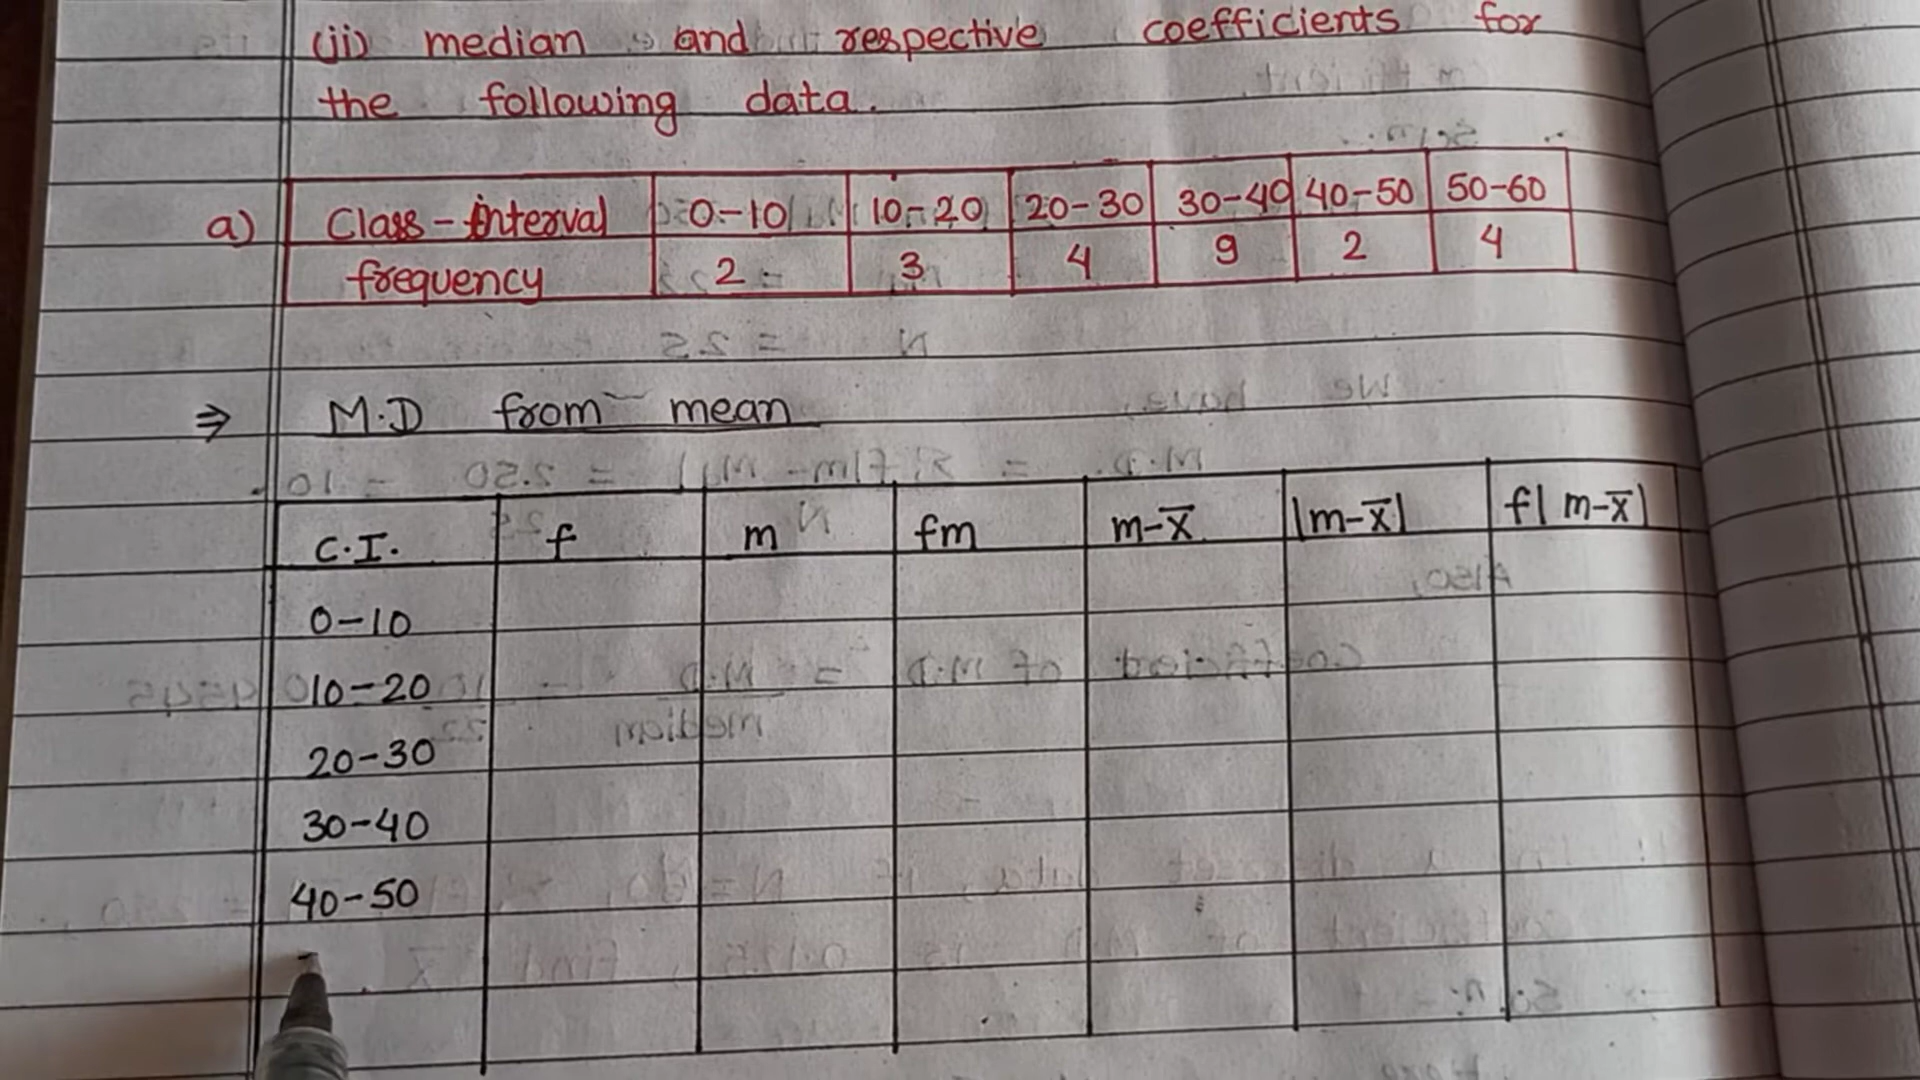 (ii) median and respective coefficients for
the following data.
a) Class-interval 0-10 10-20 20-30 30-40 40-50 50-60
frequency 2 3 4 9 2 4
⇒ M.D from mean
C.I. f m fm m-x̅ |m-x̅| f|m-x̅|
0-10
10-20
20-30
30-40
40-50